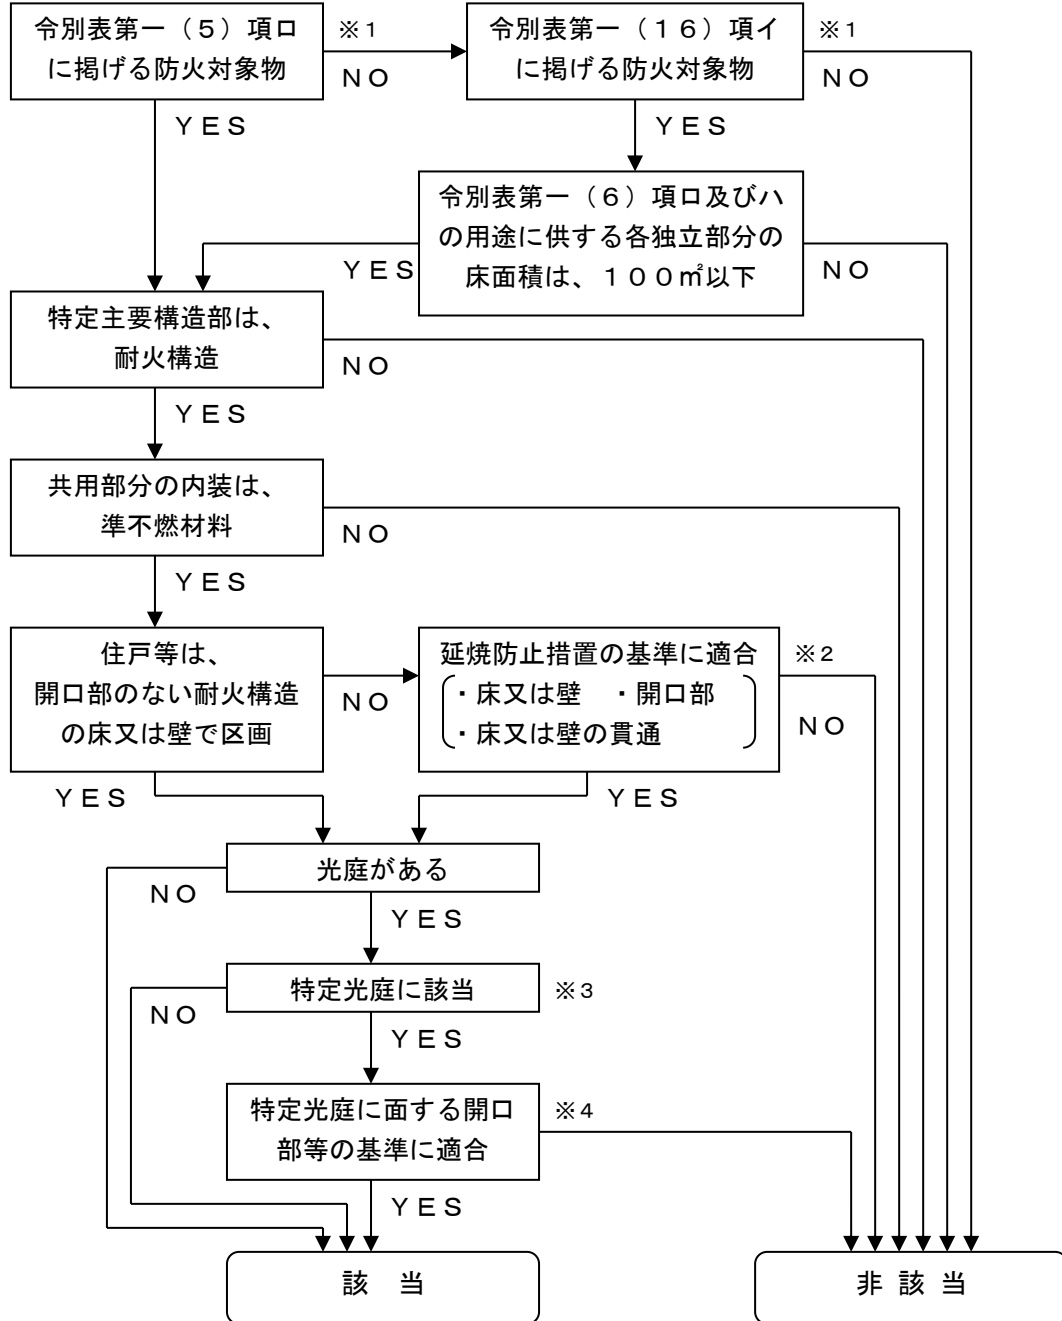 令別表第一（５）項ロ
に掲げる防火対象物
※１
ＮＯ
令別表第一（１６）項イ
に掲げる防火対象物
※１
ＮＯ
ＹＥＳ
ＹＥＳ
令別表第一（６）項ロ及びハ
の用途に供する各独立部分の
床面積は、１００㎡以下
ＹＥＳ
ＮＯ
特定主要構造部は、
耐火構造
ＮＯ
ＹＥＳ
共用部分の内装は、
準不燃材料
ＮＯ
ＹＥＳ
住戸等は、
開口部のない耐火構造
の床又は壁で区画
ＮＯ
延焼防止措置の基準に適合
・床又は壁　・開口部
・床又は壁の貫通
※２
ＮＯ
ＹＥＳ
ＹＥＳ
光庭がある
ＮＯ
ＹＥＳ
特定光庭に該当
※３
ＮＯ
ＹＥＳ
特定光庭に面する開口
部等の基準に適合
※４
ＹＥＳ
該　当
非 該 当